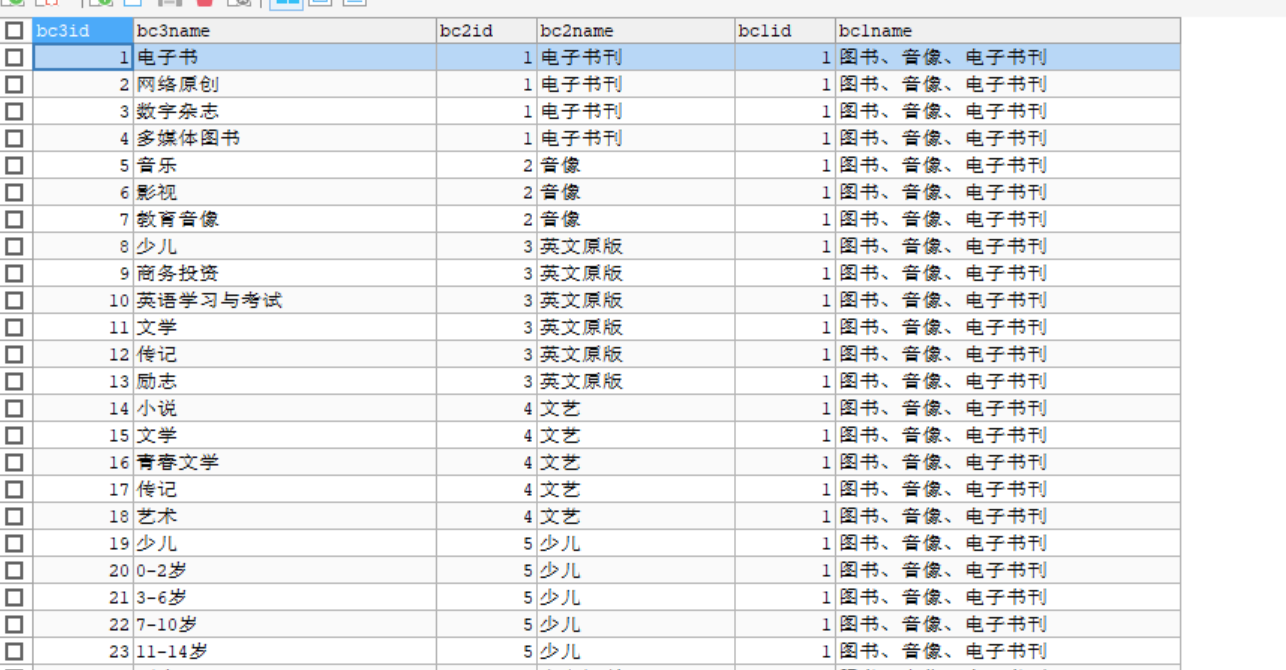 bc3id bc3name bc2id bc2name bc1id bc1name
1 电子书 1 电子书刊 1 图书、音像、电子书刊
2 网络原创 1 电子书刊 1 图书、音像、电子书刊
3 数字杂志 1 电子书刊 1 图书、音像、电子书刊
4 多媒体图书 1 电子书刊 1 图书、音像、电子书刊
5 音乐 2 音像 1 图书、音像、电子书刊
6 影视 2 音像 1 图书、音像、电子书刊
7 教育音像 2 音像 1 图书、音像、电子书刊
8 少儿 3 英文原版 1 图书、音像、电子书刊
9 商务投资 3 英文原版 1 图书、音像、电子书刊
10 英语学习与考试 3 英文原版 1 图书、音像、电子书刊
11 文学 3 英文原版 1 图书、音像、电子书刊
12 传记 3 英文原版 1 图书、音像、电子书刊
13 励志 3 英文原版 1 图书、音像、电子书刊
14 小说 4 文艺 1 图书、音像、电子书刊
15 文学 4 文艺 1 图书、音像、电子书刊
16 青春文学 4 文艺 1 图书、音像、电子书刊
17 传记 4 文艺 1 图书、音像、电子书刊
18 艺术 4 文艺 1 图书、音像、电子书刊
19 少儿 5 少儿 1 图书、音像、电子书刊
20 0-2岁 5 少儿 1 图书、音像、电子书刊
21 3-6岁 5 少儿 1 图书、音像、电子书刊
22 7-10岁 5 少儿 1 图书、音像、电子书刊
23 11-14岁 5 少儿 1 图书、音像、电子书刊